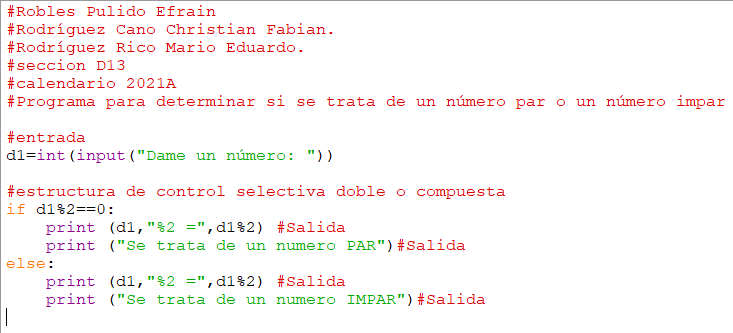 #Robles Pulido Efrain
#Rodríguez Cano Christian Fabian.
#Rodríguez Rico Mario Eduardo.
#seccion D13
#calendario 2021A
#Programa para determinar si se trata de un número par o un número impar
#entrada
d1=int(input("Dame un número: "))
#estructura de control selectiva doble o compuesta
if d1%2==0:
    print (d1,"%2 =",d1%2) #Salida
    print ("Se trata de un numero PAR")#Salida
else:
    print (d1,"%2 =",d1%2) #Salida
    print ("Se trata de un numero IMPAR")#Salida